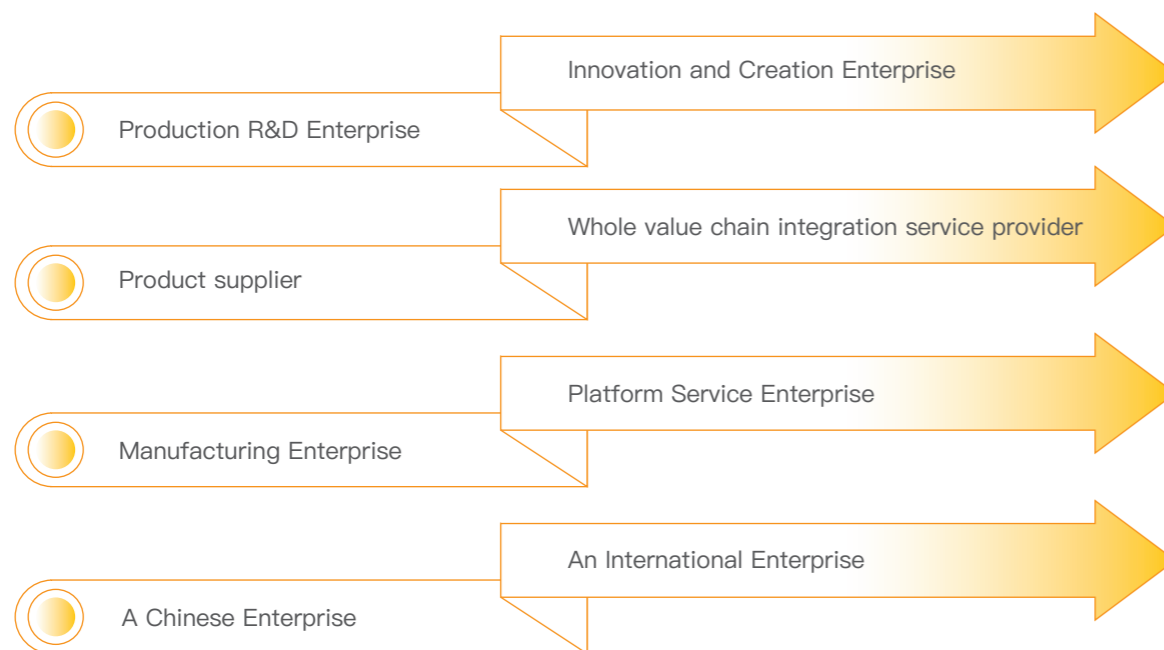 Innovation and Creation Enterprise
Production R&D Enterprise
Whole value chain integration service provider
Product supplier
Platform Service Enterprise
Manufacturing Enterprise
An International Enterprise
A Chinese Enterprise